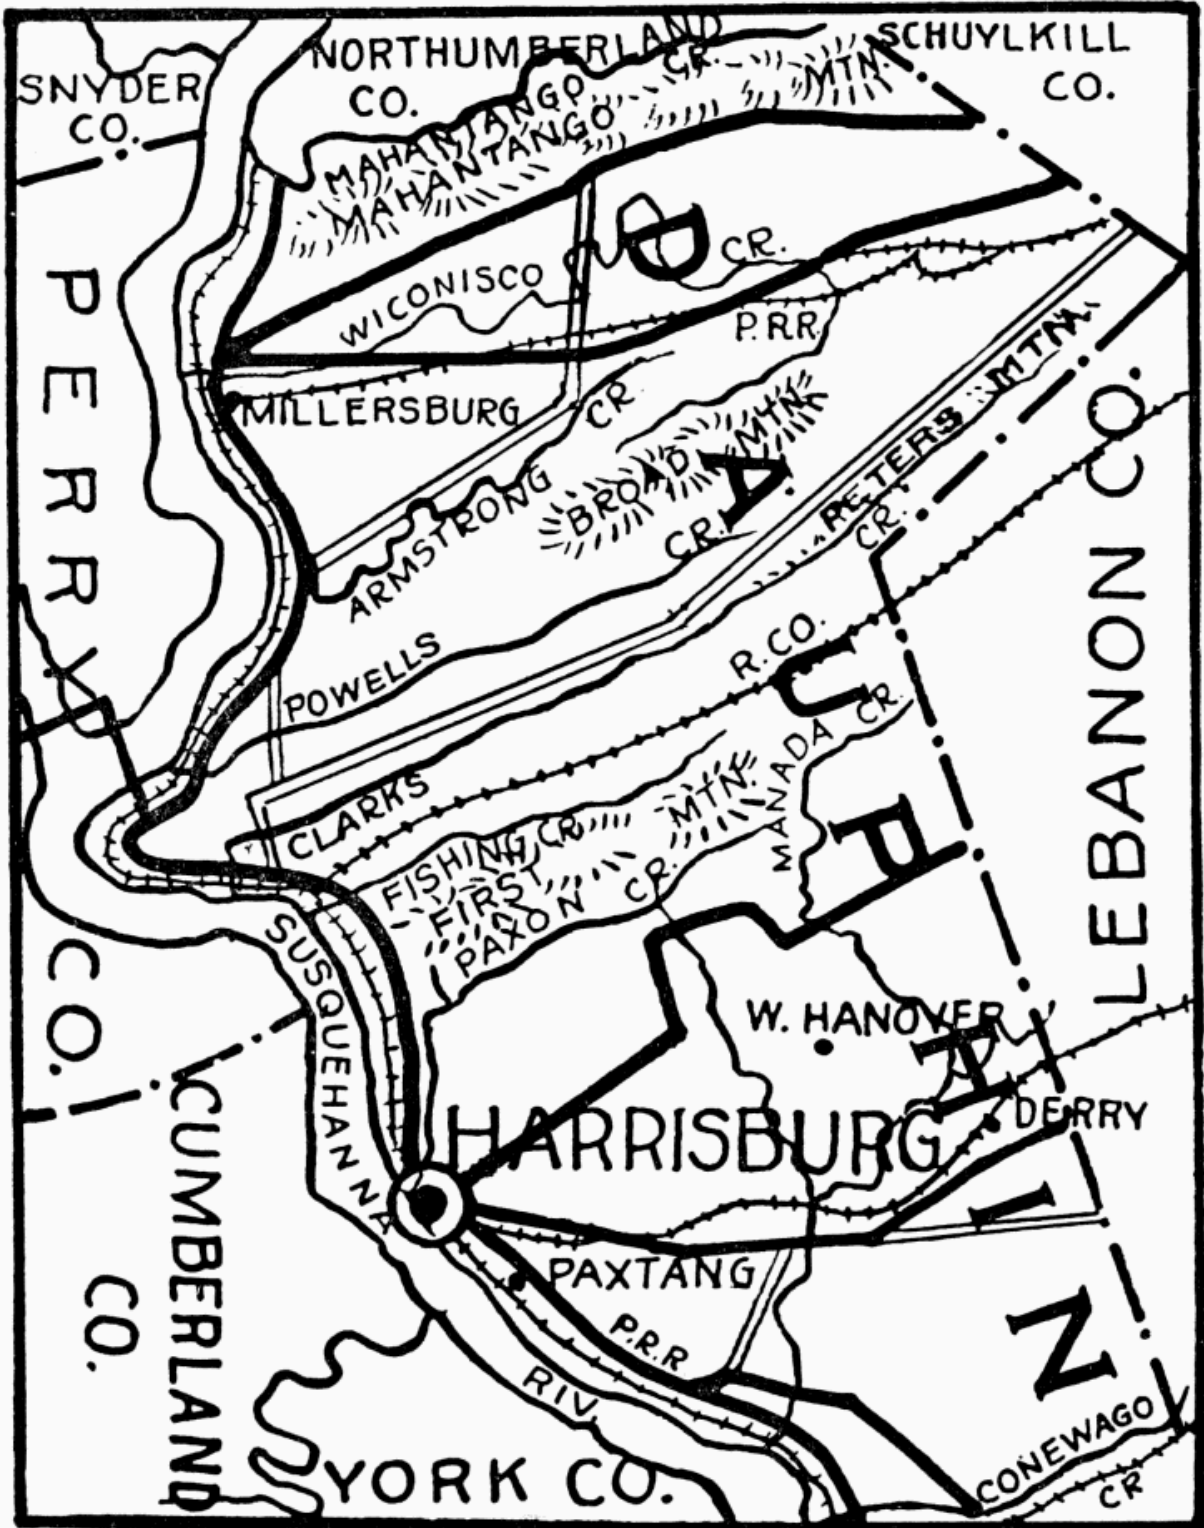 SNYDER
CO.
NORTHUMBERLAND
CO.
SCHUYLKILL
CO.
MAHANTANGO CR.
MAHANTANGO MTN.
PERRY
CO.
WICONISCO CR.
P.R.R.
MILLERSBURG
ARMSTRONG CR.
BROAD MTN.
POWELLS CR.
PETERS MTN.
CLARKS CR.
R. CO.
FISHING CR.
FIRST MTN.
PAXON CR.
MANADA CR.
DAUPHIN
LEBANON CO.
SUSQUEHANNA
RIV.
W. HANOVER
HARRISBURG
DERRY
PAXTANG
P.R.R
CUMBERLAND
CO.
YORK CO.
CONEWAGO
CR